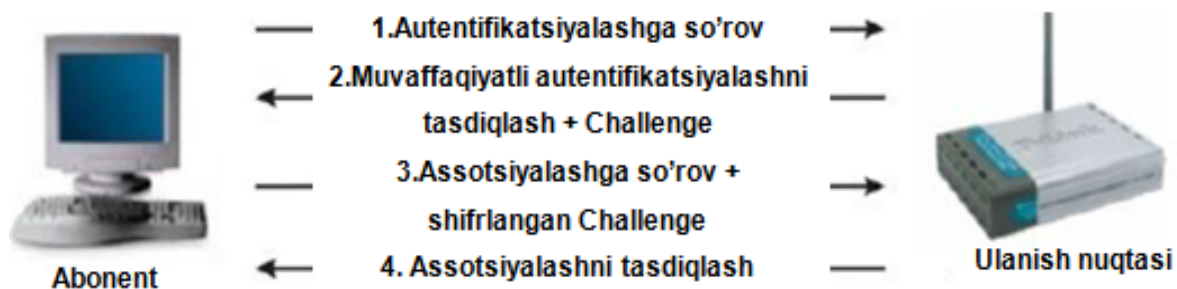 1.Autentifikatsiyalashga so’rov
2.Muvaffaqiyatli autentifikatsiyalashni
tasdiqlash + Challenge
3.Assotsiyalashga so’rov +
shifrlangan Challenge
4. Assotsiyalashni tasdiqlash
Abonent
Ulanish nuqtasi